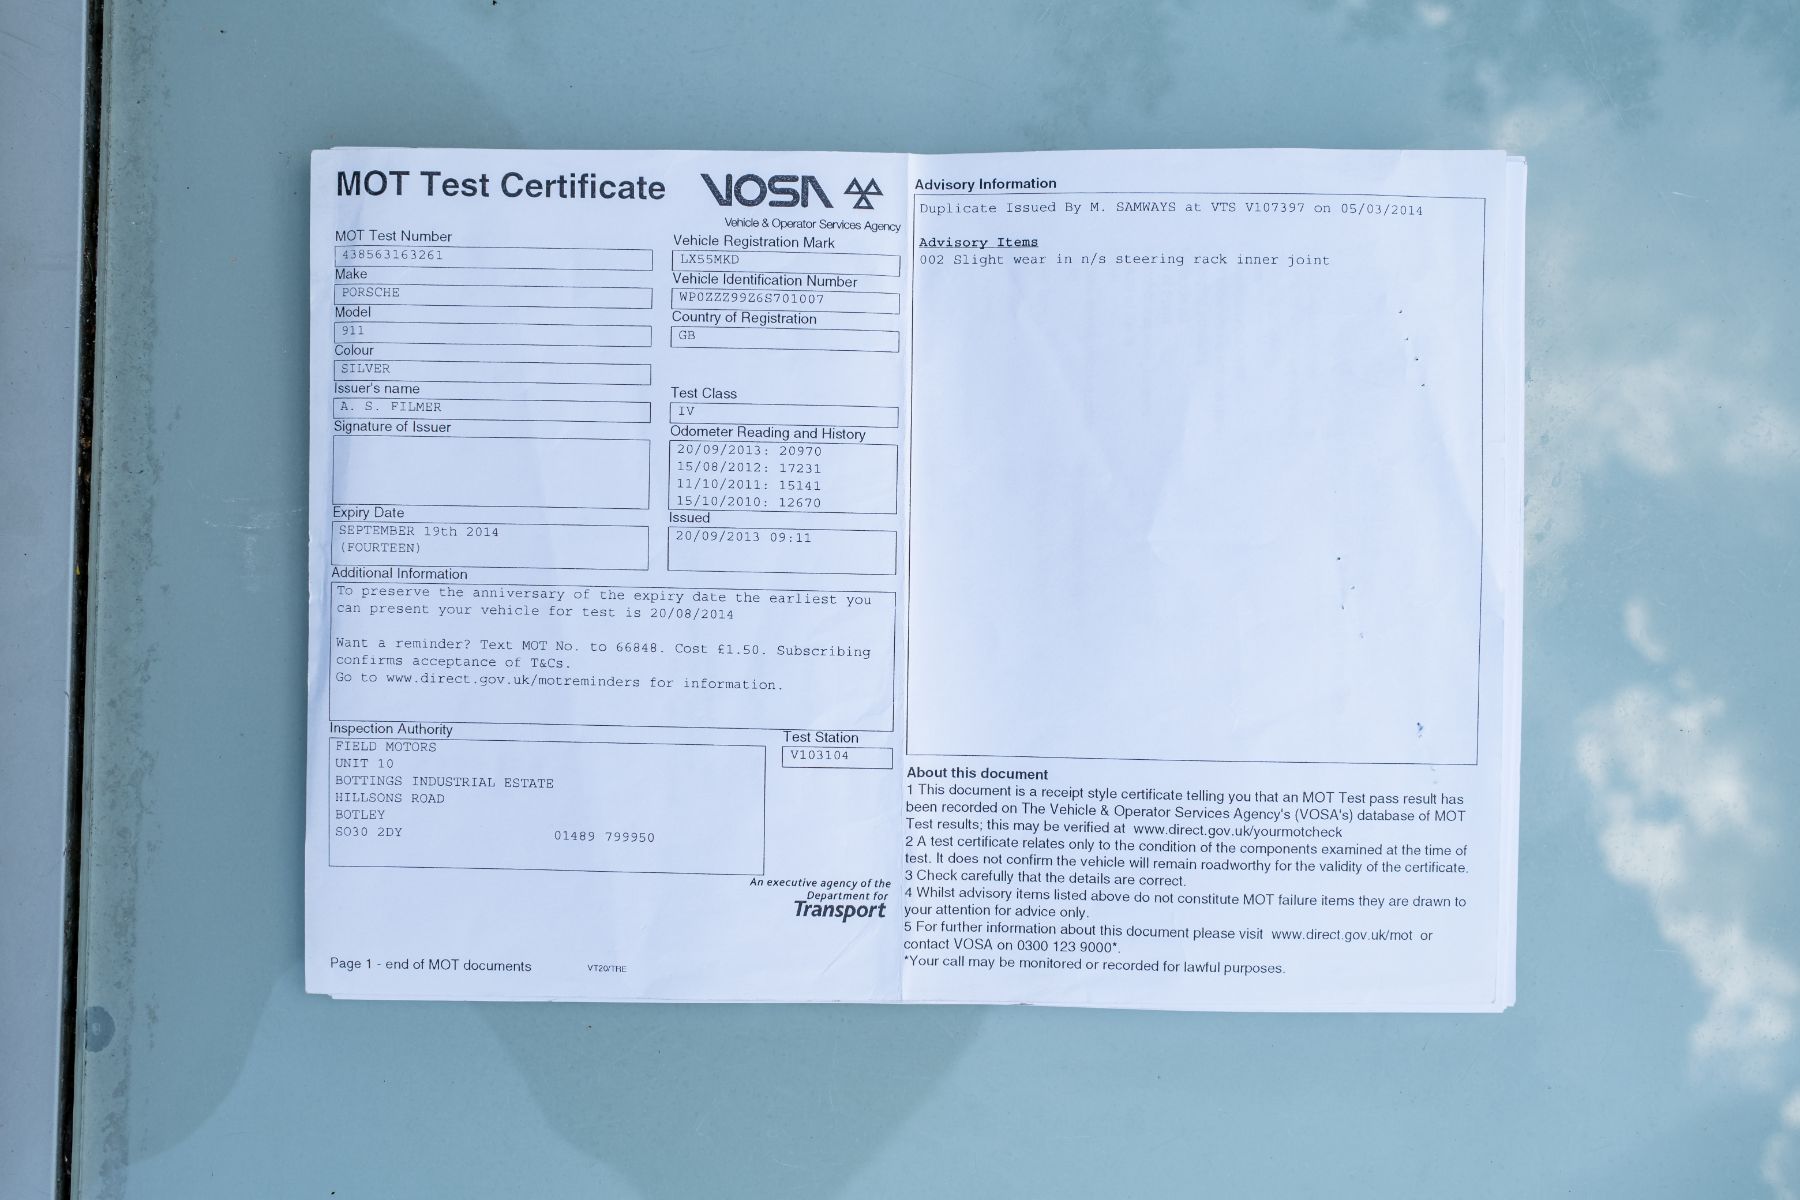 MOT Test Certificate
VOSA
Vehicle & Operator Services Agency
MOT Test Number
438563163261
Make
PORSCHE
Model
911
Colour
SILVER
Issuer's name
A. S. FILMER
Signature of Issuer
Vehicle Registration Mark
LX55MKD
Vehicle Identification Number
WP0ZZZ99Z6S701007
Country of Registration
GB
Test Class
IV
Odometer Reading and History
20/09/2013: 20970
15/08/2012: 17231
11/10/2011: 15141
15/10/2010: 12670
Expiry Date
SEPTEMBER 19th 2014
(FOURTEEN)
Issued
20/09/2013 09:11
Additional Information
To preserve the anniversary of the expiry date the earliest you
can present your vehicle for test is 20/08/2014
Want a reminder? Text MOT No. to 66848. Cost £1.50. Subscribing
confirms acceptance of T&Cs.
Go to www.direct.gov.uk/motreminders for information.
Inspection Authority
FIELD MOTORS
UNIT 10
BOTTINGS INDUSTRIAL ESTATE
HILLSONS ROAD
BOTLEY
SO30 2DY 01489 799950
Test Station
V103104
An executive agency of the
Department for
Transport
Page 1 - end of MOT documents VT20/TRE
Advisory Information
Duplicate Issued By M. SAMWAYS at VTS V107397 on 05/03/2014
Advisory Items
002 Slight wear in n/s steering rack inner joint
About this document
1 This document is a receipt style certificate telling you that an MOT Test pass result has
been recorded on The Vehicle & Operator Services Agency's (VOSA's) database of MOT
Test results; this may be verified at www.direct.gov.uk/yourmotcheck
2 A test certificate relates only to the condition of the components examined at the time of
test. It does not confirm the vehicle will remain roadworthy for the validity of the certificate.
3 Check carefully that the details are correct.
4 Whilst advisory items listed above do not constitute MOT failure items they are drawn to
your attention for advice only.
5 For further information about this document please visit www.direct.gov.uk/mot or
contact VOSA on 0300 123 9000*.
*Your call may be monitored or recorded for lawful purposes.